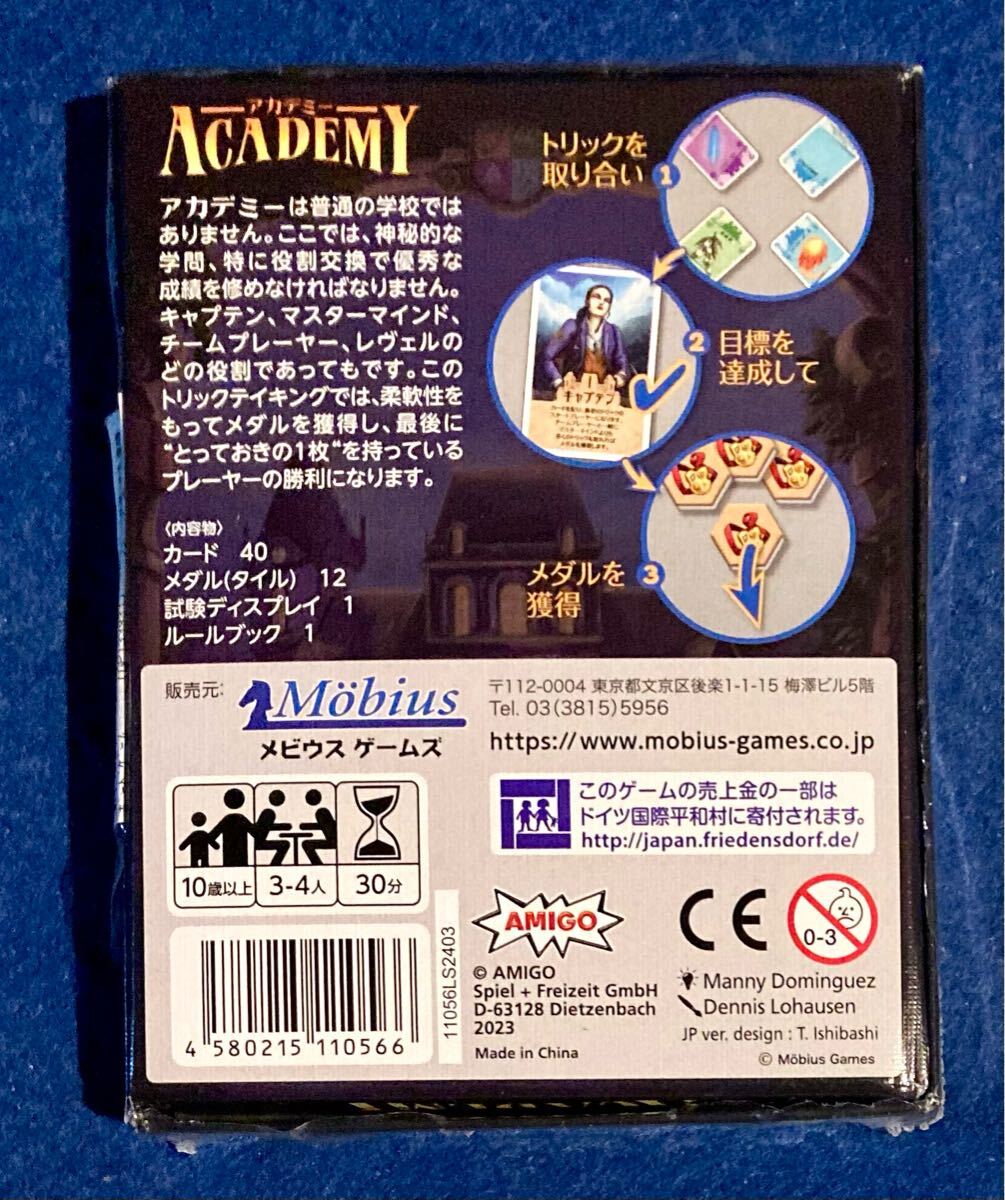 アカデミー
ACADEMY
アカデミーは普通の学校では
ありません。ここでは、神秘的な
学問、特に役割交換で優秀な
成績を修めなければなりません。
キャプテン、マスターマインド、
チームプレーヤー、レヴェルの
どの役割であってもです。この
トリックテイキングでは、柔軟性を
もってメダルを獲得し、最後に
“とっておきの1枚“を持っている
プレーヤーの勝利になります。
〈内容物〉
カード 40
メダル(タイル) 12
試験ディスプレイ 1
ルールブック 1
トリックを
取り合い 1
2 目標を
達成して
キャプテン
メダルを 3
獲得
販売元:
Möbius
メビウス ゲームズ
〒112-0004 東京都文京区後楽1-1-15 梅澤ビル5階
Tel. 03(3815)5956
https://www.mobius-games.co.jp
このゲームの売上金の一部は
ドイツ国際平和村に寄付されます。
http://japan.friedensdorf.de/
10歳以上 3-4人 30分
4 580215 110566
11056LS2403
AMIGO
© AMIGO
Spiel + Freizeit GmbH
D-63128 Dietzenbach
2023
Made in China
CE
0-3
Manny Dominguez
Dennis Lohausen
JP ver. design : T. Ishibashi
© Möbius Games